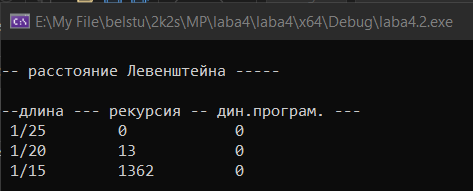 E:\My File\belstu\2k2s\MP\laba4\laba4\x64\Debug\laba4.2.exe
-- расстояние Левенштейна -----
--длина --- рекурсия -- дин.програм. ---
1/25 0 0
1/20 13 0
1/15 1362 0